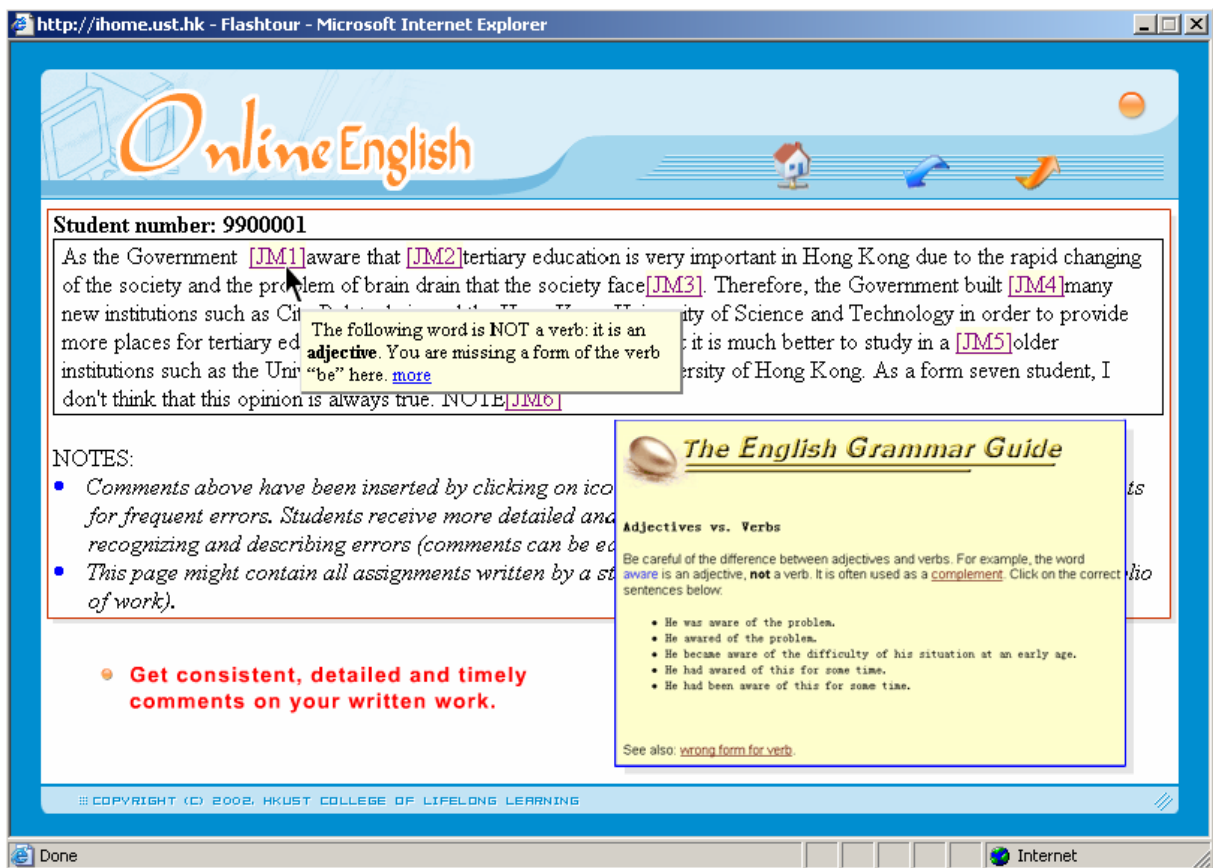 http://ihome.ust.hk - Flashtour - Microsoft Internet Explorer
Online English
Student number: 9900001
As the Government [JM1]aware that [JM2]tertiary education is very important in Hong Kong due to the rapid changing
of the society and the problem of brain drain that the society face[JM3]. Therefore, the Government built [JM4]many
new institutions such as City ity of Science and Technology in order to provide
more places for tertiary ed it is much better to study in a [JM5]older
institutions such as the Univ ersity of Hong Kong. As a form seven student, I
don't think that this opinion is always true. NOTE[JM6]
The following word is NOT a verb: it is an
adjective. You are missing a form of the verb
“be” here. more
NOTES:
• Comments above have been inserted by clicking on ico ts
for frequent errors. Students receive more detailed and
recognizing and describing errors (comments can be ed
• This page might contain all assignments written by a st lio
of work).
The English Grammar Guide
Adjectives vs. Verbs
Be careful of the difference between adjectives and verbs. For example, the word
aware is an adjective, not a verb. It is often used as a complement. Click on the correct
sentences below:
• He was aware of the problem.
• He awared of the problem.
• He became aware of the difficulty of his situation at an early age.
• He had awared of this for some time.
• He had been aware of this for some time.
See also: wrong form for verb.
Get consistent, detailed and timely
comments on your written work.
COPYRIGHT (C) 2002, HKUST COLLEGE OF LIFELONG LEARNING
Done
Internet